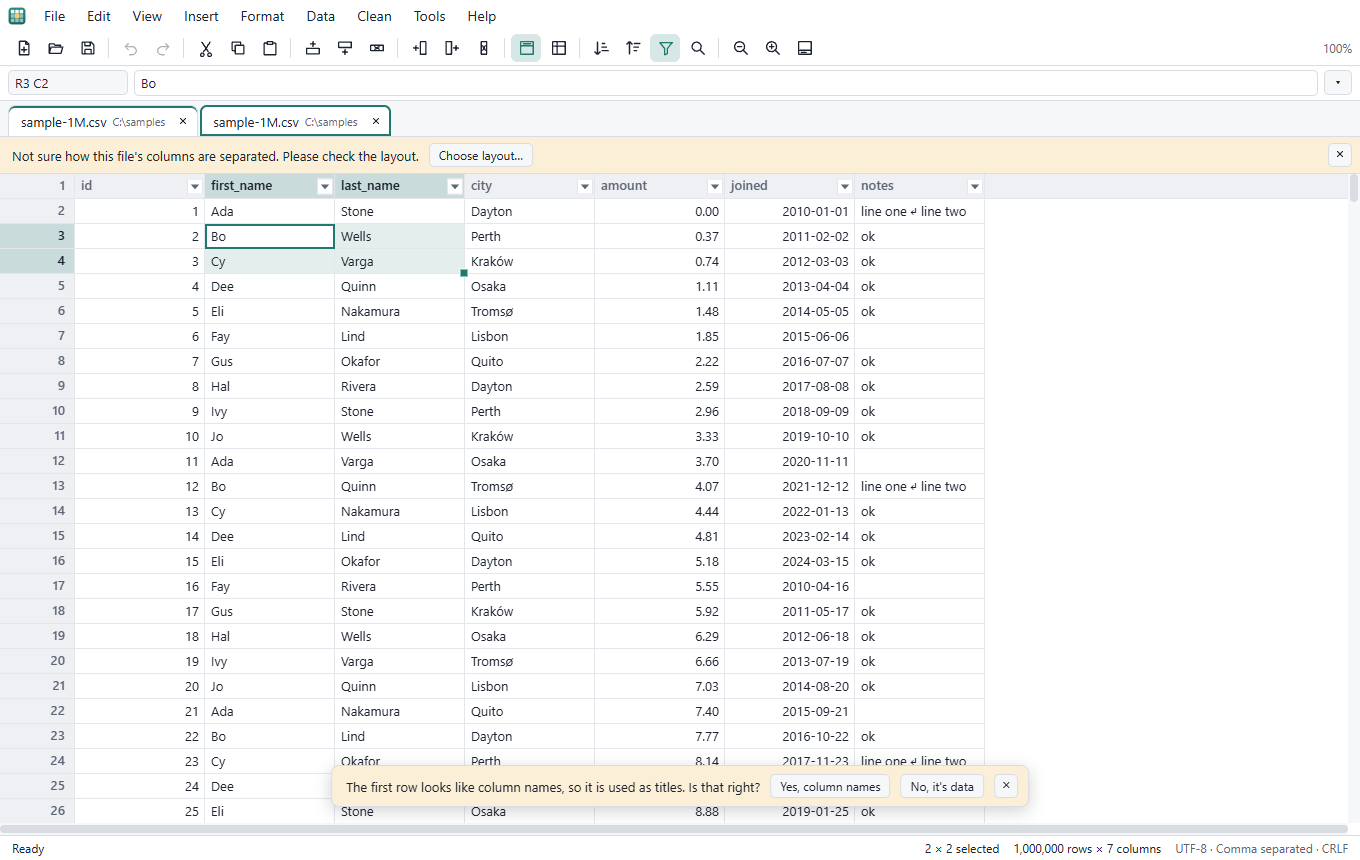 File Edit View Insert Format Data Clean Tools Help
100%
R3 C2 Bo
sample-1M.csv C:\samples × sample-1M.csv C:\samples ×
Not sure how this file's columns are separated. Please check the layout. Choose layout... ×
1 id first_name last_name city amount joined notes
2 1 Ada Stone Dayton 0.00 2010-01-01 line one ↲ line two
3 2 Bo Wells Perth 0.37 2011-02-02 ok
4 3 Cy Varga Kraków 0.74 2012-03-03 ok
5 4 Dee Quinn Osaka 1.11 2013-04-04 ok
6 5 Eli Nakamura Tromsø 1.48 2014-05-05 ok
7 6 Fay Lind Lisbon 1.85 2015-06-06
8 7 Gus Okafor Quito 2.22 2016-07-07 ok
9 8 Hal Rivera Dayton 2.59 2017-08-08 ok
10 9 Ivy Stone Perth 2.96 2018-09-09 ok
11 10 Jo Wells Kraków 3.33 2019-10-10 ok
12 11 Ada Varga Osaka 3.70 2020-11-11
13 12 Bo Quinn Tromsø 4.07 2021-12-12 line one ↲ line two
14 13 Cy Nakamura Lisbon 4.44 2022-01-13 ok
15 14 Dee Lind Quito 4.81 2023-02-14 ok
16 15 Eli Okafor Dayton 5.18 2024-03-15 ok
17 16 Fay Rivera Perth 5.55 2010-04-16
18 17 Gus Stone Kraków 5.92 2011-05-17 ok
19 18 Hal Wells Osaka 6.29 2012-06-18 ok
20 19 Ivy Varga Tromsø 6.66 2013-07-19 ok
21 20 Jo Quinn Lisbon 7.03 2014-08-20 ok
22 21 Ada Nakamura Quito 7.40 2015-09-21
23 22 Bo Lind Dayton 7.77 2016-10-22 ok
24 23 Cy Okafor Perth 8.14 2017-11-23 line one ↲ line two
25 24 Dee
The first row looks like column names, so it is used as titles. Is that right? Yes, column names No, it's data ×
26 25 Eli Stone Osaka 8.88 2019-01-25 ok
Ready 2 × 2 selected 1,000,000 rows × 7 columns UTF-8 · Comma separated · CRLF